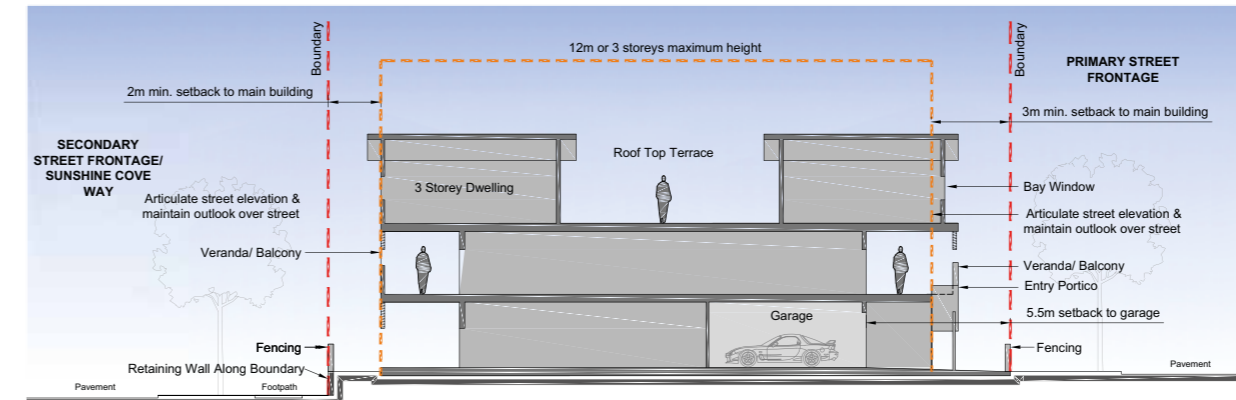 Boundary
12m or 3 storeys maximum height
Boundary
PRIMARY STREET
FRONTAGE
2m min. setback to main building
3m min. setback to main building
SECONDARY
STREET FRONTAGE/
SUNSHINE COVE
WAY
Roof Top Terrace
3 Storey Dwelling
Bay Window
Articulate street elevation &
maintain outlook over street
Articulate street elevation &
maintain outlook over street
Veranda/ Balcony
Veranda/ Balcony
Entry Portico
Garage
5.5m setback to garage
Fencing
Fencing
Retaining Wall Along Boundary
Pavement
Footpath
Pavement